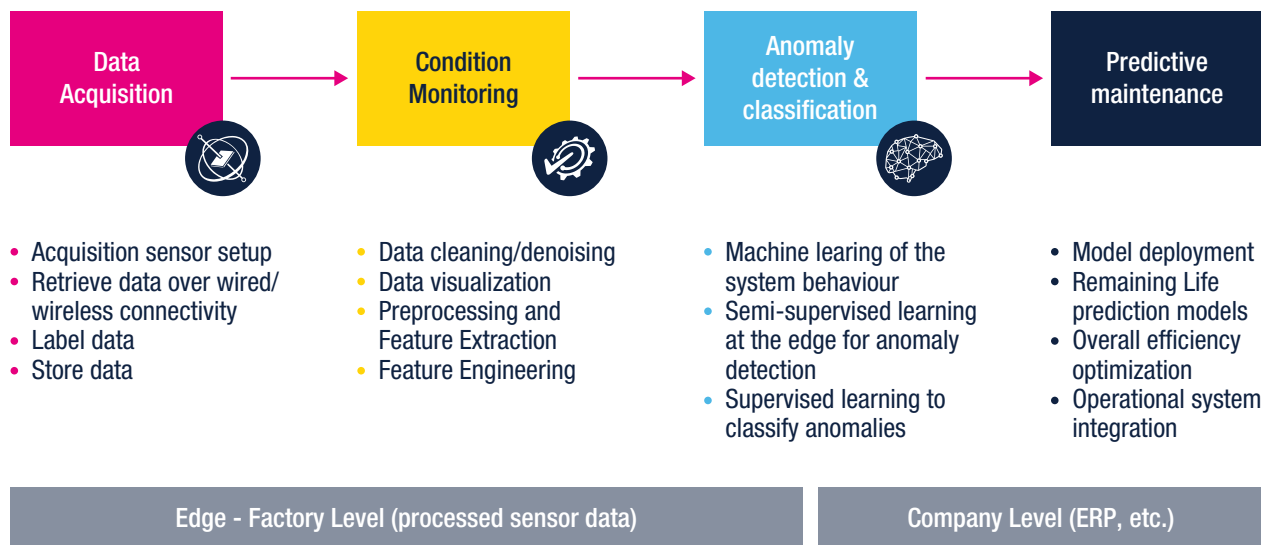 Data
Acquisition
Condition
Monitoring
Anomaly
detection &
classification
Predictive
maintenance
• Acquisition sensor setup
• Retrieve data over wired/
wireless connectivity
• Label data
• Store data
• Data cleaning/denoising
• Data visualization
• Preprocessing and
Feature Extraction
• Feature Engineering
• Machine learing of the
system behaviour
• Semi-supervised learning
at the edge for anomaly
detection
• Supervised learning to
classify anomalies
• Model deployment
• Remaining Life
prediction models
• Overall efficiency
optimization
• Operational system
integration
Edge - Factory Level (processed sensor data)
Company Level (ERP, etc.)